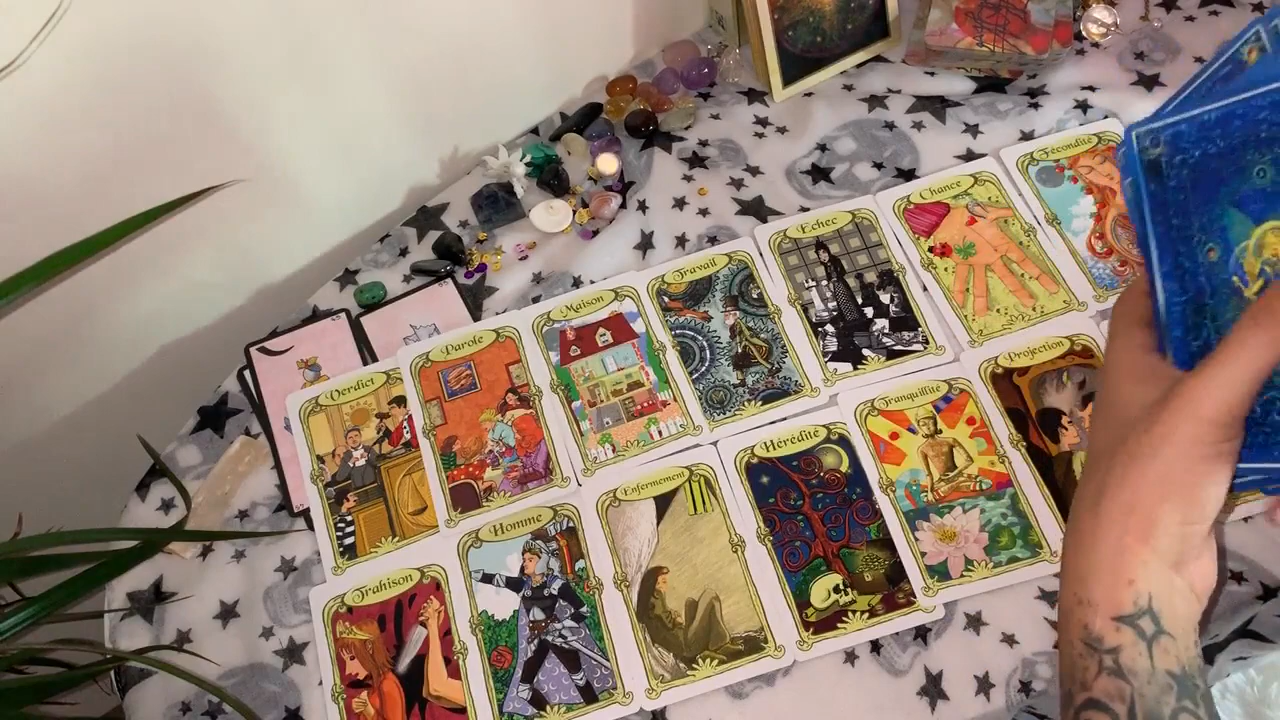 Verdict
Parole
Maison
Travail
Echec
Chance
Fécondité
Trahison
Homme
Enfermement
Hérédité
Tranquillité
Projection